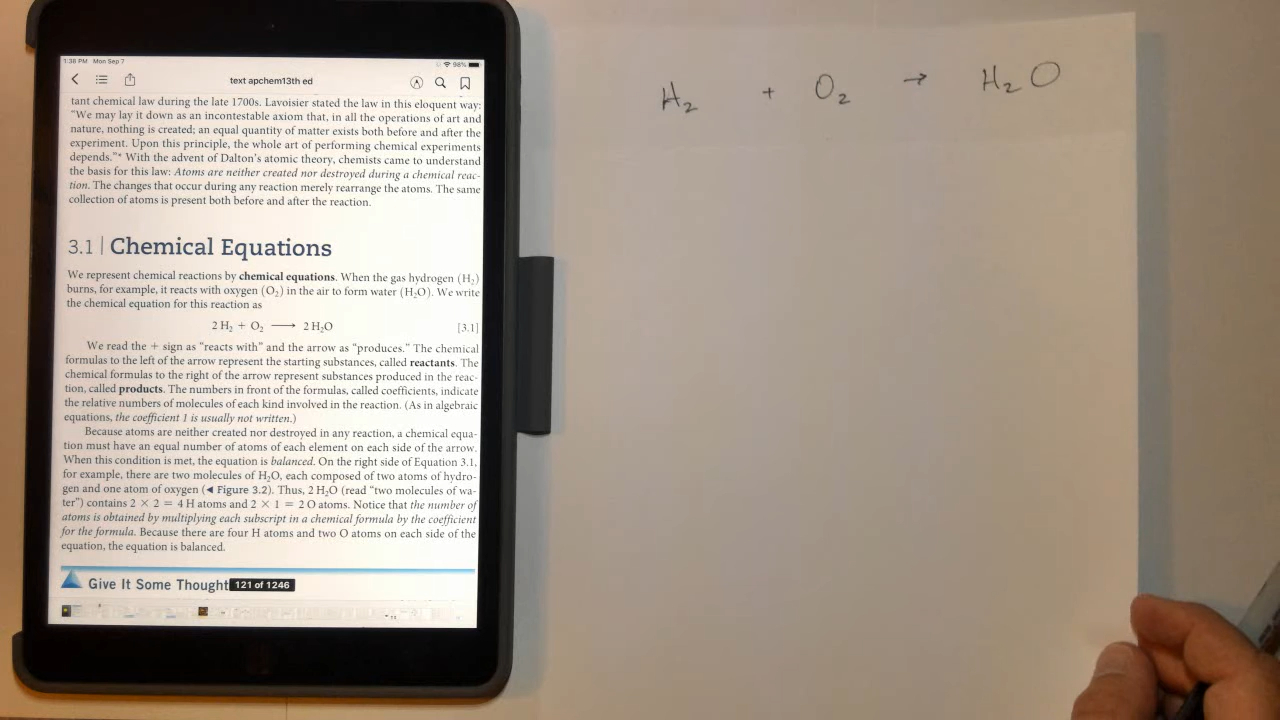 1:38 PM Mon Sep 7
98%
text apchem13th ed
tant chemical law during the late 1700s. Lavoisier stated the law in this eloquent way:
“We may lay it down as an incontestable axiom that, in all the operations of art and
nature, nothing is created; an equal quantity of matter exists both before and after the
experiment. Upon this principle, the whole art of performing chemical experiments
depends.”* With the advent of Dalton’s atomic theory, chemists came to understand
the basis for this law: Atoms are neither created nor destroyed during a chemical reac-
tion. The changes that occur during any reaction merely rearrange the atoms. The same
collection of atoms is present both before and after the reaction.
3.1 | Chemical Equations
We represent chemical reactions by chemical equations. When the gas hydrogen (H₂)
burns, for example, it reacts with oxygen (O₂) in the air to form water (H₂O). We write
the chemical equation for this reaction as
2 H₂ + O₂ ⟶ 2 H₂O [3.1]
We read the + sign as “reacts with” and the arrow as “produces.” The chemical
formulas to the left of the arrow represent the starting substances, called reactants. The
chemical formulas to the right of the arrow represent substances produced in the reac-
tion, called products. The numbers in front of the formulas, called coefficients, indicate
the relative numbers of molecules of each kind involved in the reaction. (As in algebraic
equations, the coefficient 1 is usually not written.)
Because atoms are neither created nor destroyed in any reaction, a chemical equa-
tion must have an equal number of atoms of each element on each side of the arrow.
When this condition is met, the equation is balanced. On the right side of Equation 3.1,
for example, there are two molecules of H₂O, each composed of two atoms of hydro-
gen and one atom of oxygen (◀ Figure 3.2). Thus, 2 H₂O (read “two molecules of wa-
ter”) contains 2 × 2 = 4 H atoms and 2 × 1 = 2 O atoms. Notice that the number of
atoms is obtained by multiplying each subscript in a chemical formula by the coefficient
for the formula. Because there are four H atoms and two O atoms on each side of the
equation, the equation is balanced.
Give It Some Thought
121 of 1246
H₂ + O₂ → H₂O